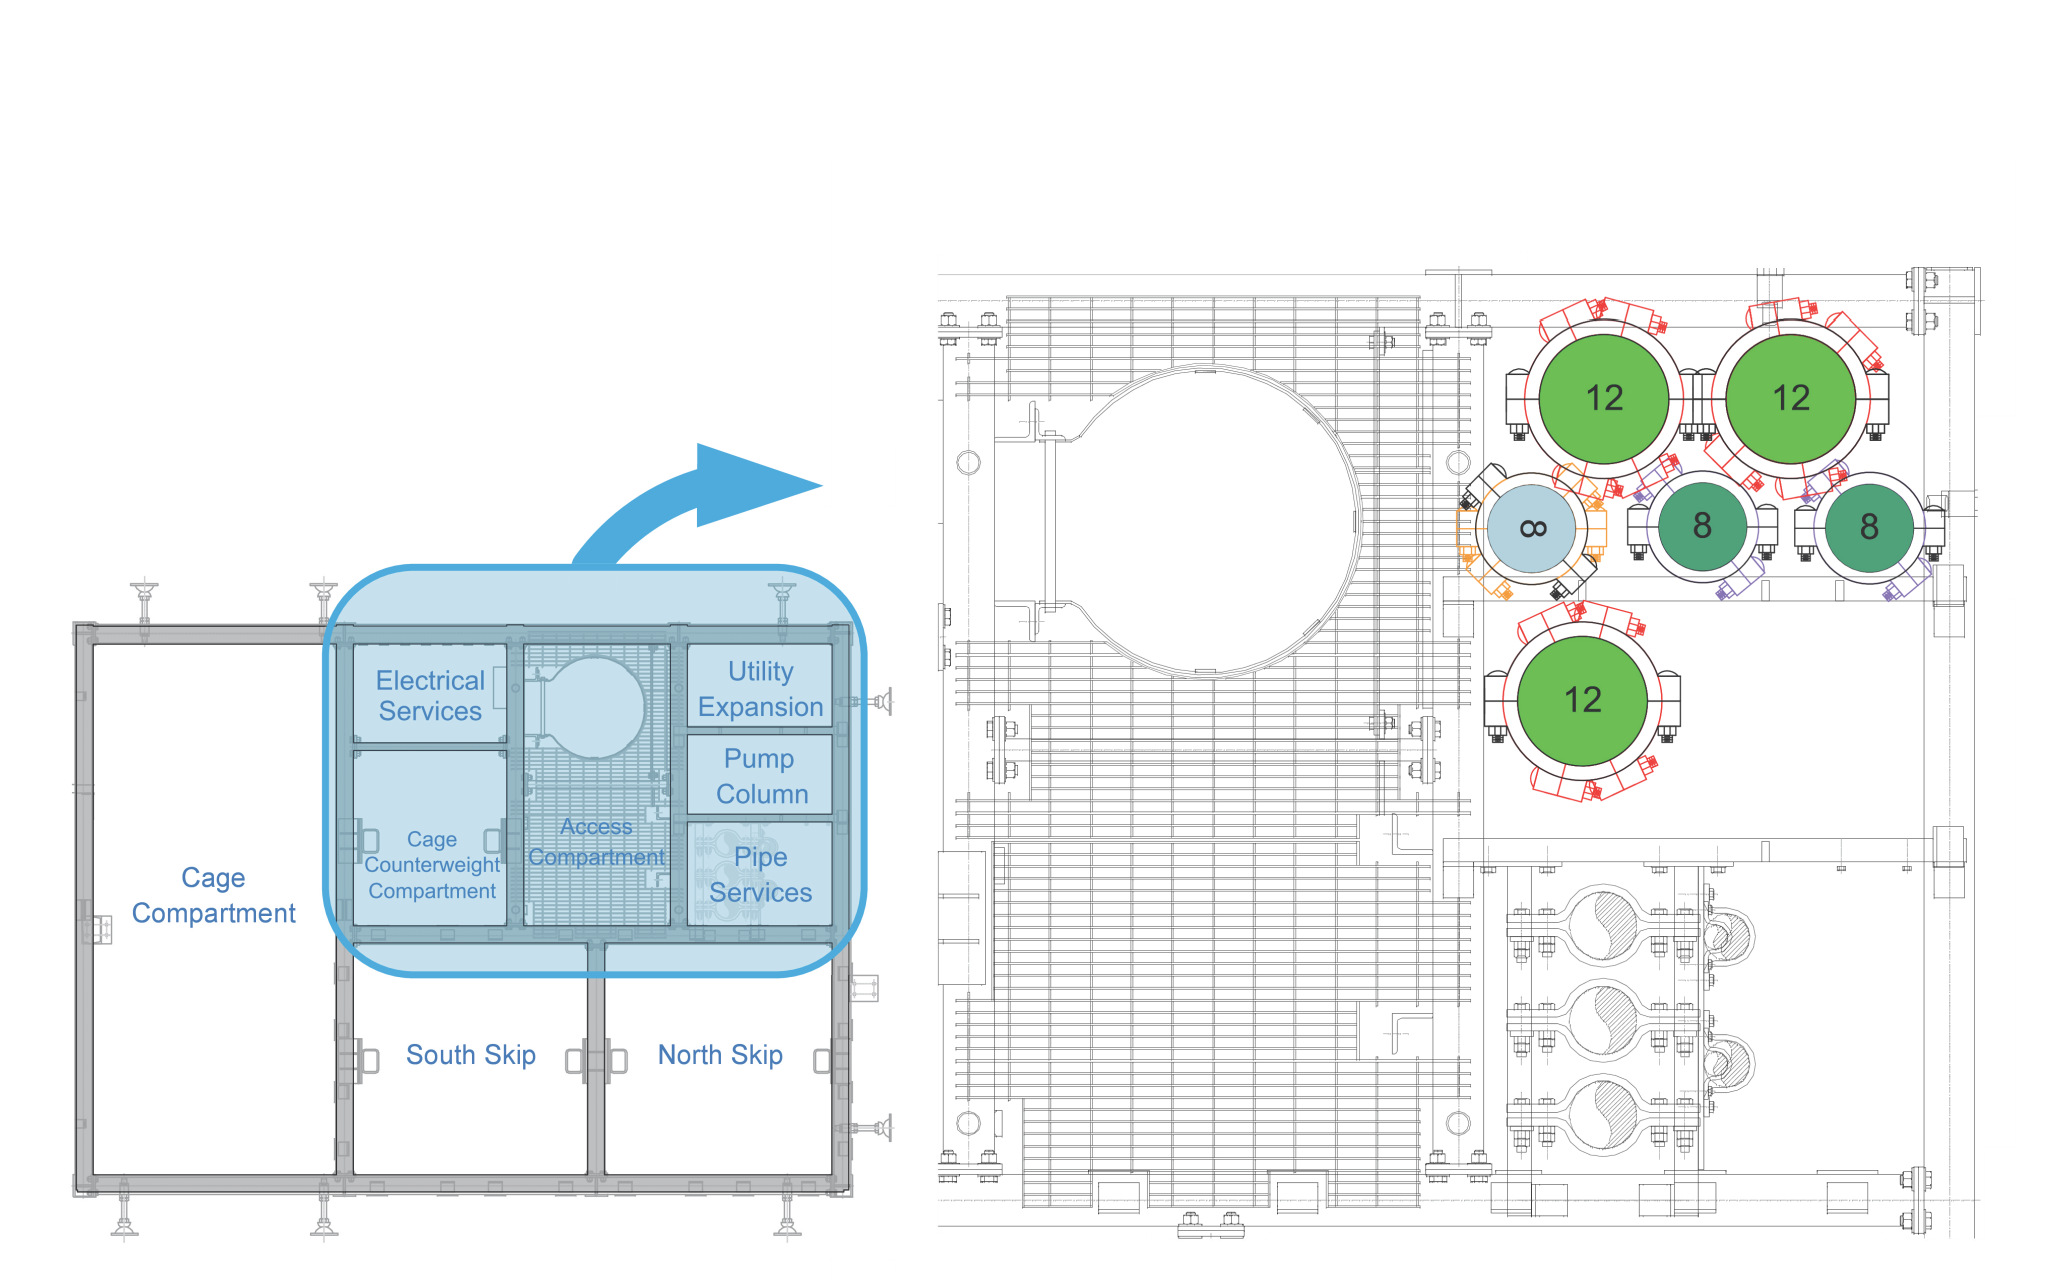 Electrical
Services
Utility
Expansion
Pump
Column
Cage
Counterweight
Compartment
Access
Compartment
Pipe
Services
Cage
Compartment
South Skip
North Skip
12
12
8
8
8
12